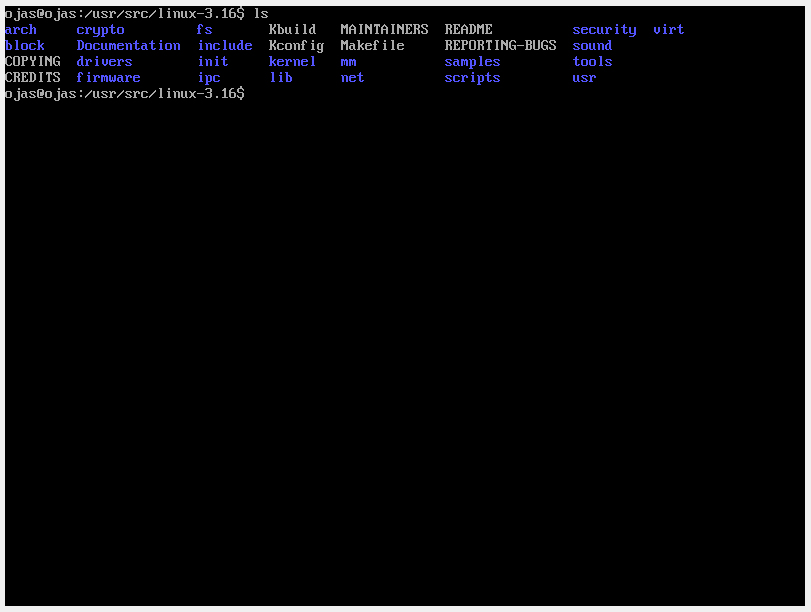 ojas@ojas:/usr/src/linux-3.16$ ls
arch     crypto         fs       Kbuild   MAINTAINERS  README          security  virt
block    Documentation  include  Kconfig  Makefile     REPORTING-BUGS  sound
COPYING  drivers        init     kernel   mm           samples         tools
CREDITS  firmware       ipc      lib      net          scripts         usr
ojas@ojas:/usr/src/linux-3.16$